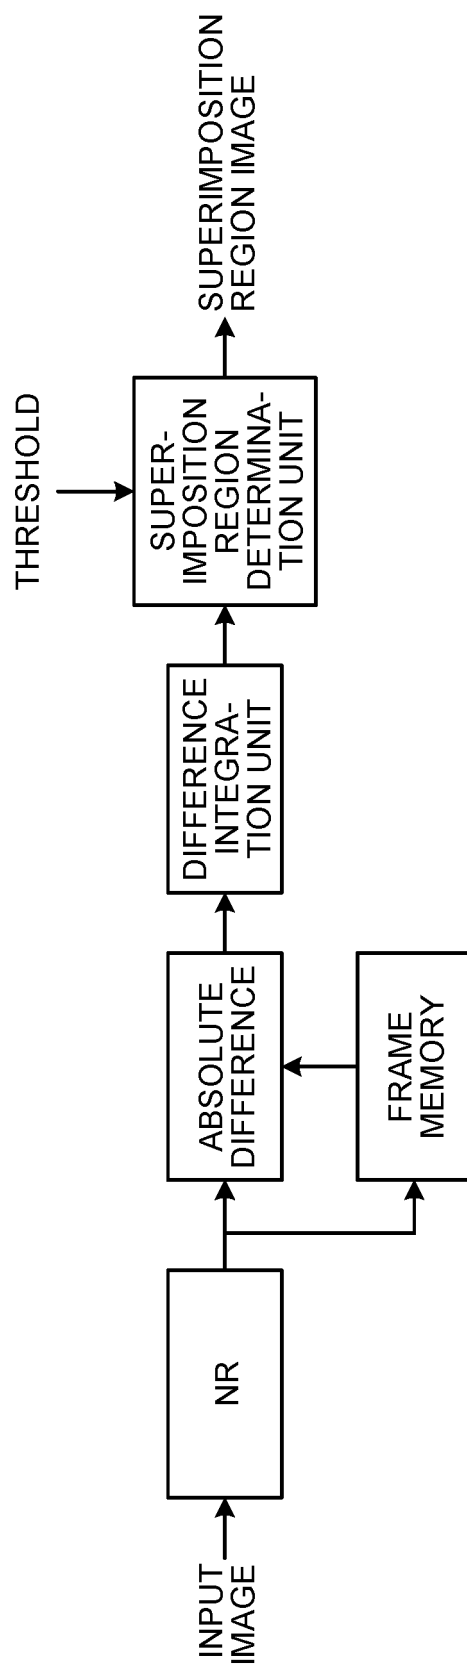 INPUT
IMAGE
NR
ABSOLUTE
DIFFERENCE
FRAME
MEMORY
DIFFERENCE
INTEGRA-
TION UNIT
THRESHOLD
SUPER-
IMPOSITION
REGION
DETERMINA-
TION UNIT
SUPERIMPOSITION
REGION IMAGE